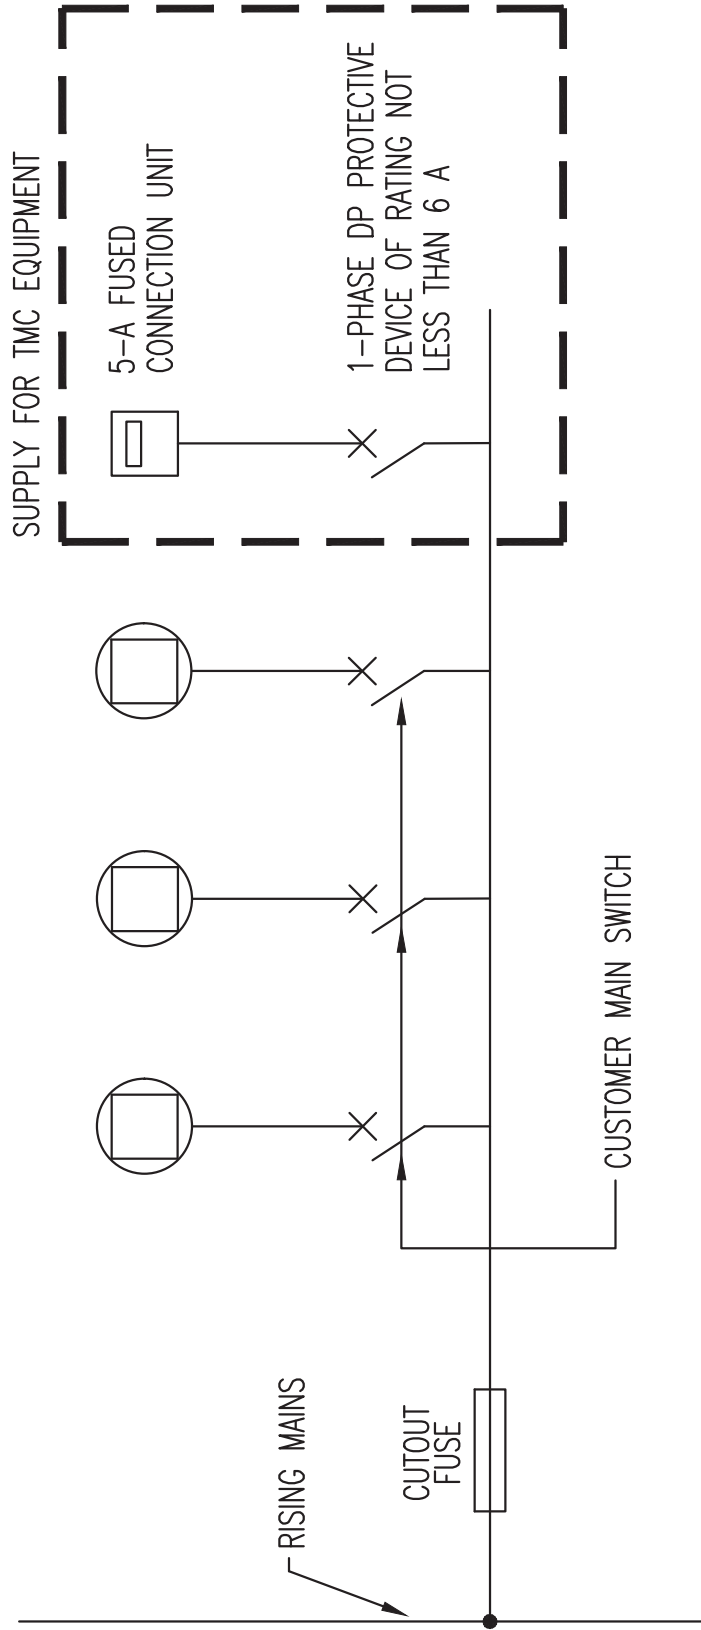 SUPPLY FOR TMC EQUIPMENT
5-A FUSED
CONNECTION UNIT
1-PHASE DP PROTECTIVE
DEVICE OF RATING NOT
LESS THAN 6 A
CUSTOMER MAIN SWITCH
RISING MAINS
CUTOUT
FUSE